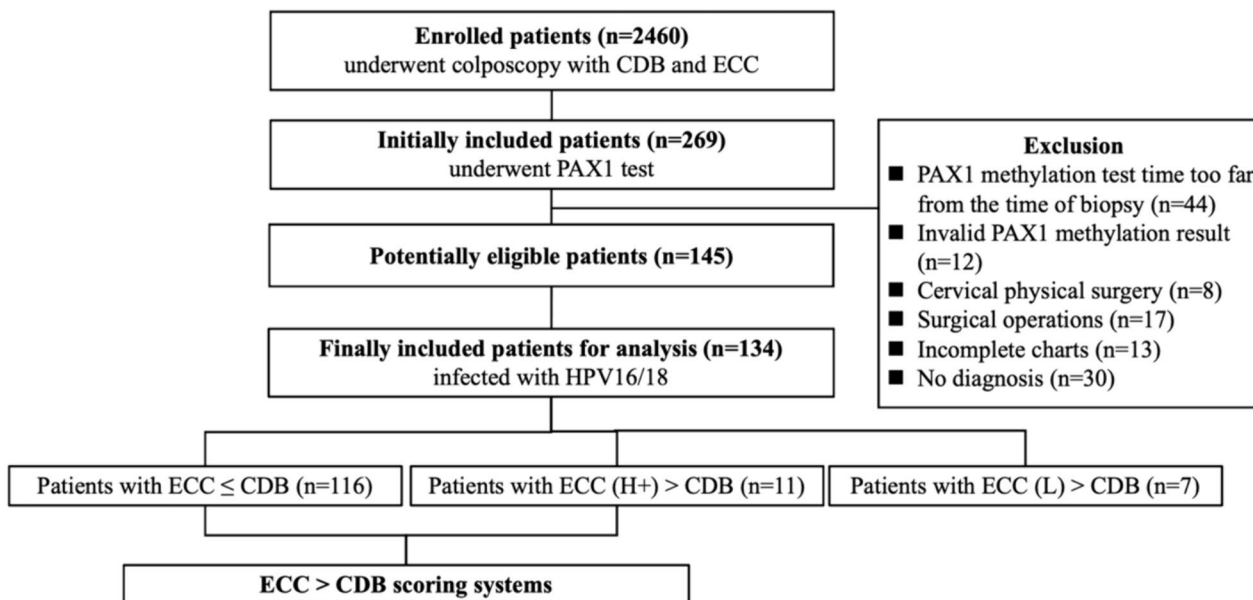 Enrolled patients (n=2460)
underwent colposcopy with CDB and ECC
Initially included patients (n=269)
underwent PAX1 test
Exclusion
■ PAX1 methylation test time too far
from the time of biopsy (n=44)
■ Invalid PAX1 methylation result
(n=12)
■ Cervical physical surgery (n=8)
■ Surgical operations (n=17)
■ Incomplete charts (n=13)
■ No diagnosis (n=30)
Potentially eligible patients (n=145)
Finally included patients for analysis (n=134)
infected with HPV16/18
Patients with ECC ≤ CDB (n=116)
Patients with ECC (H+) > CDB (n=11)
Patients with ECC (L) > CDB (n=7)
ECC > CDB scoring systems